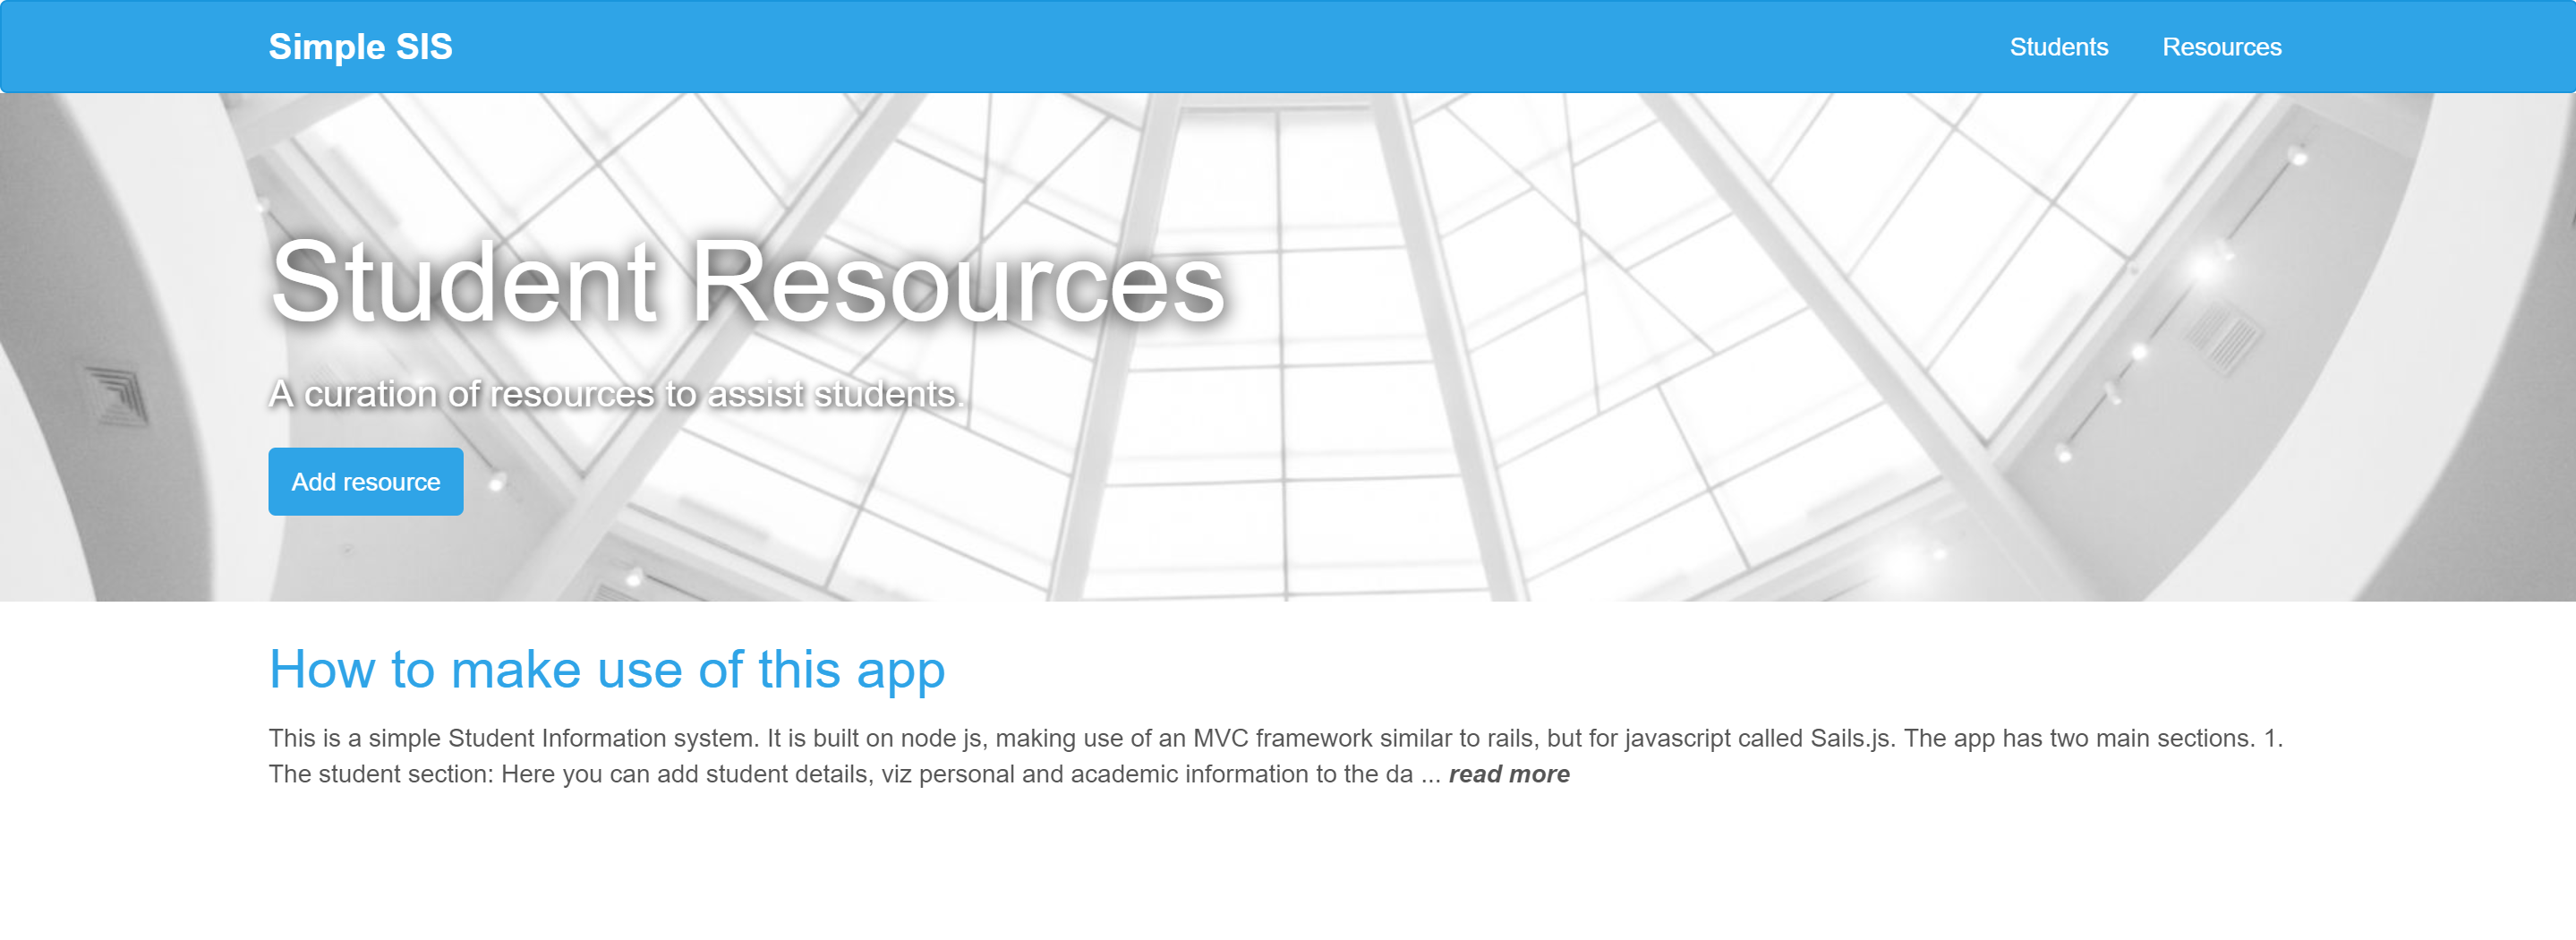 Simple SIS
Students Resources
Student Resources
A curation of resources to assist students.
Add resource
How to make use of this app
This is a simple Student Information system. It is built on node js, making use of an MVC framework similar to rails, but for javascript called Sails.js. The app has two main sections. 1.
The student section: Here you can add student details, viz personal and academic information to the da ... read more